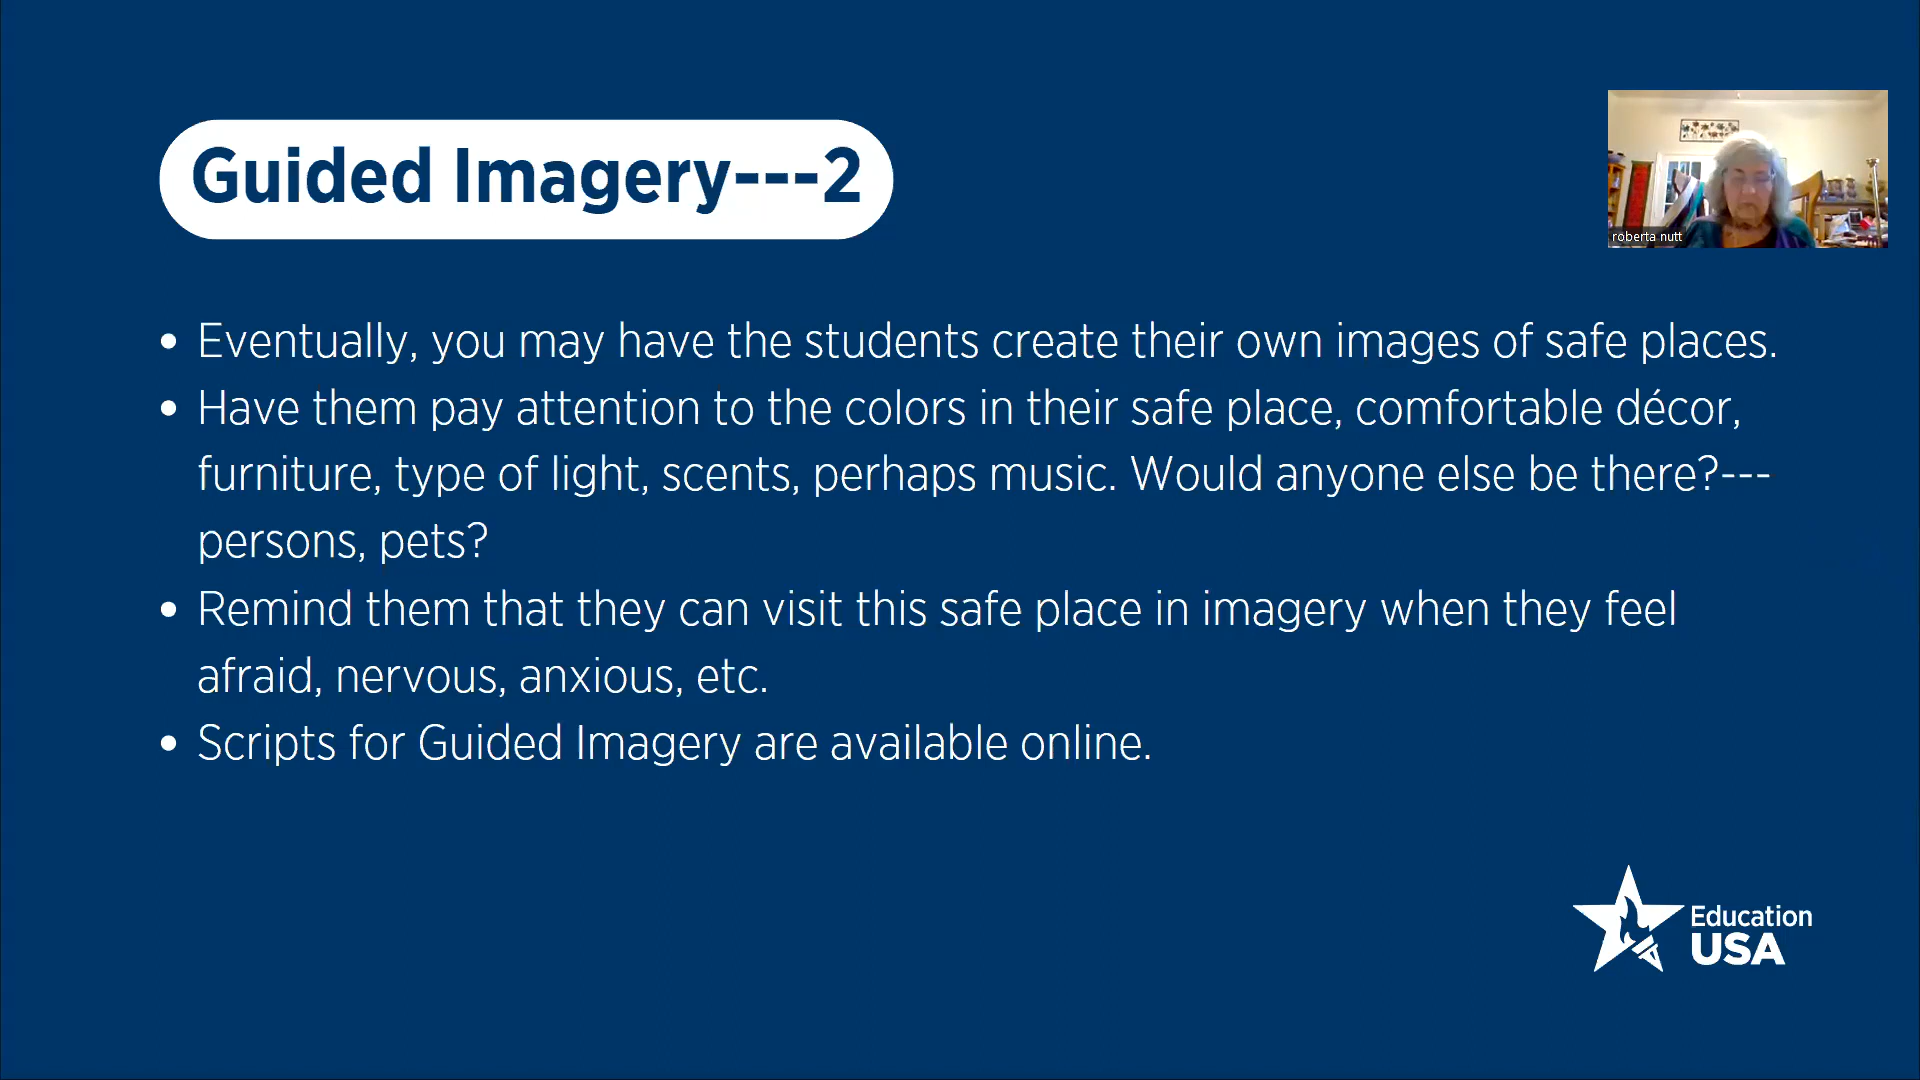 Guided Imagery---2
roberta nutt
• Eventually, you may have the students create their own images of safe places.
• Have them pay attention to the colors in their safe place, comfortable décor,
furniture, type of light, scents, perhaps music. Would anyone else be there?---
persons, pets?
• Remind them that they can visit this safe place in imagery when they feel
afraid, nervous, anxious, etc.
• Scripts for Guided Imagery are available online.
Education
USA